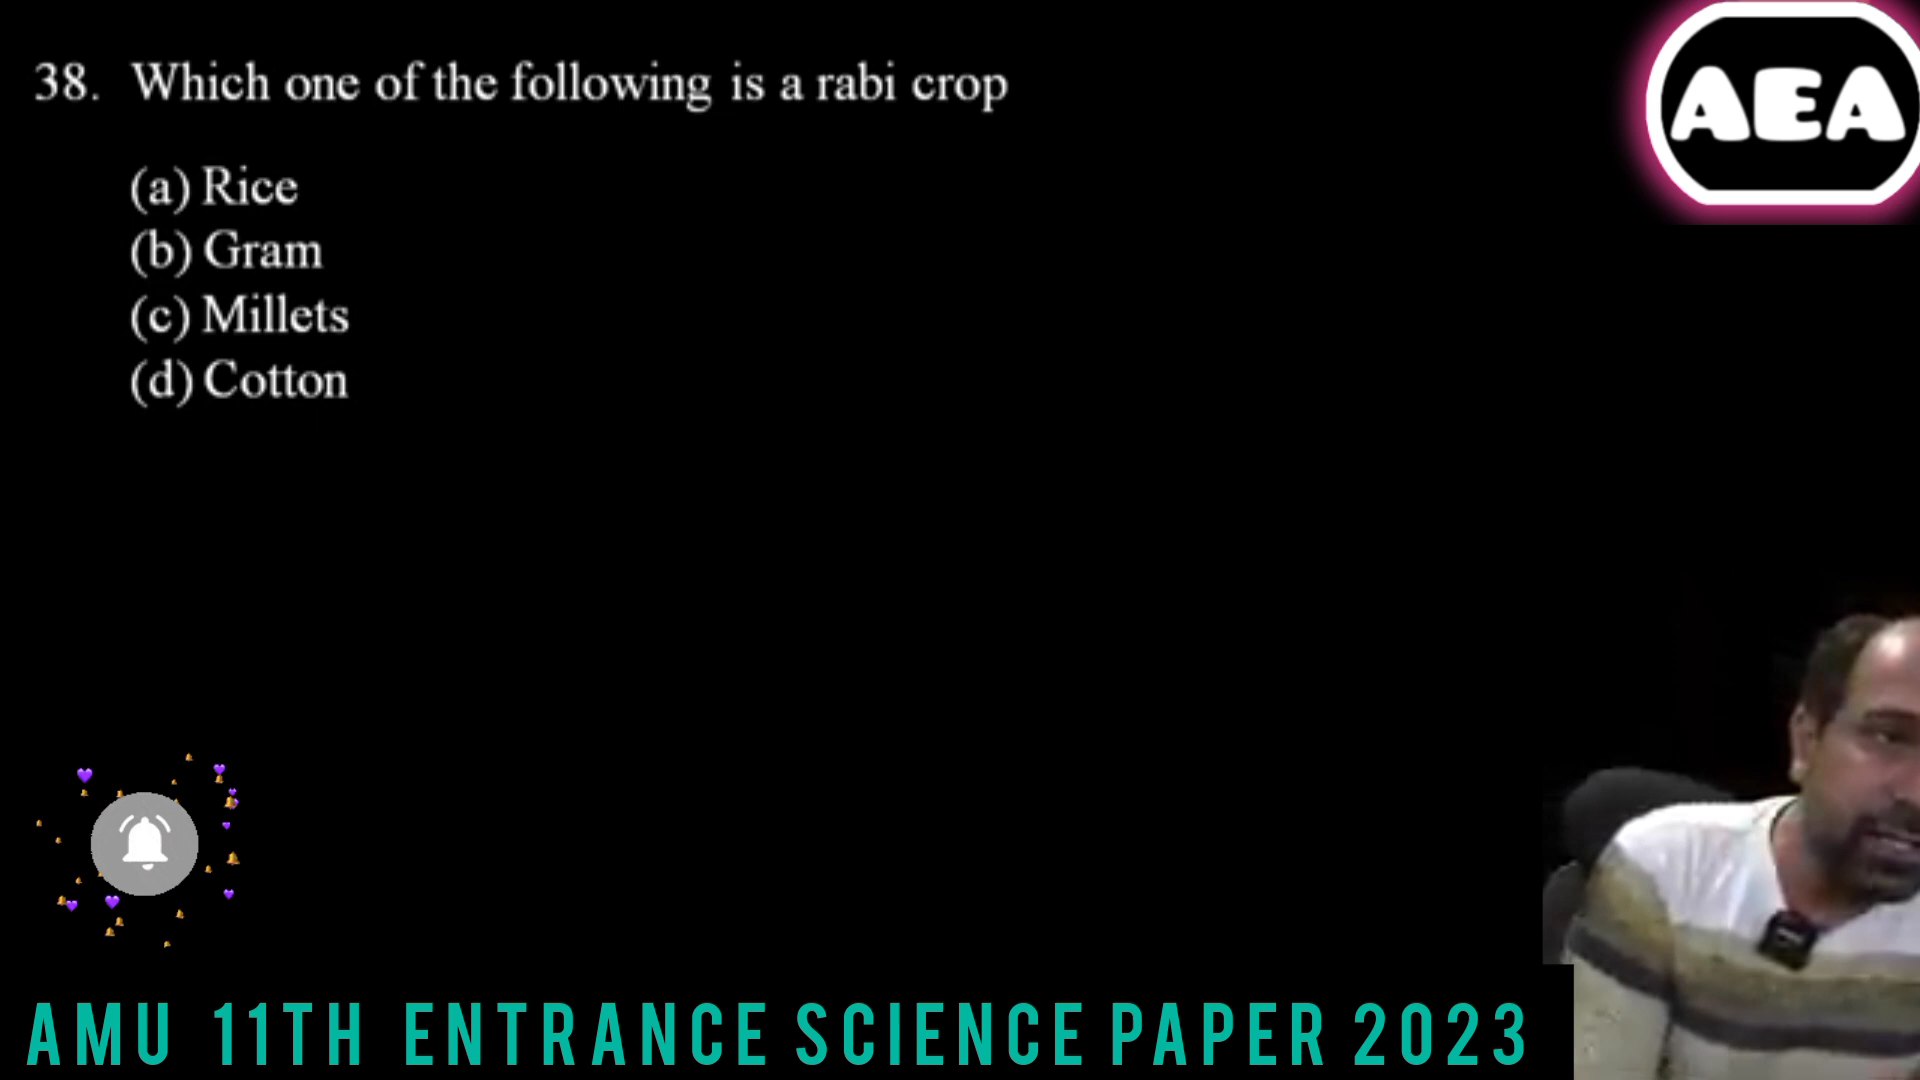 AEA
38. Which one of the following is a rabi crop
(a) Rice
(b) Gram
(c) Millets
(d) Cotton
AMU 11TH ENTRANCE SCIENCE PAPER 2023